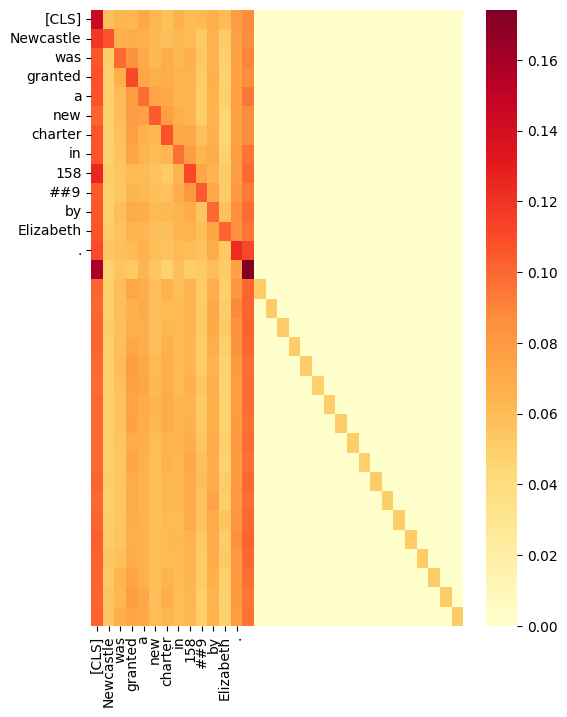 [CLS]
Newcastle
was
granted
a
new
charter
in
158
##9
by
Elizabeth
.
0.16
0.14
0.12
0.10
0.08
0.06
0.04
0.02
0.00
[CLS]
Newcastle
was
granted
a
new
charter
in
158
##9
by
Elizabeth
.